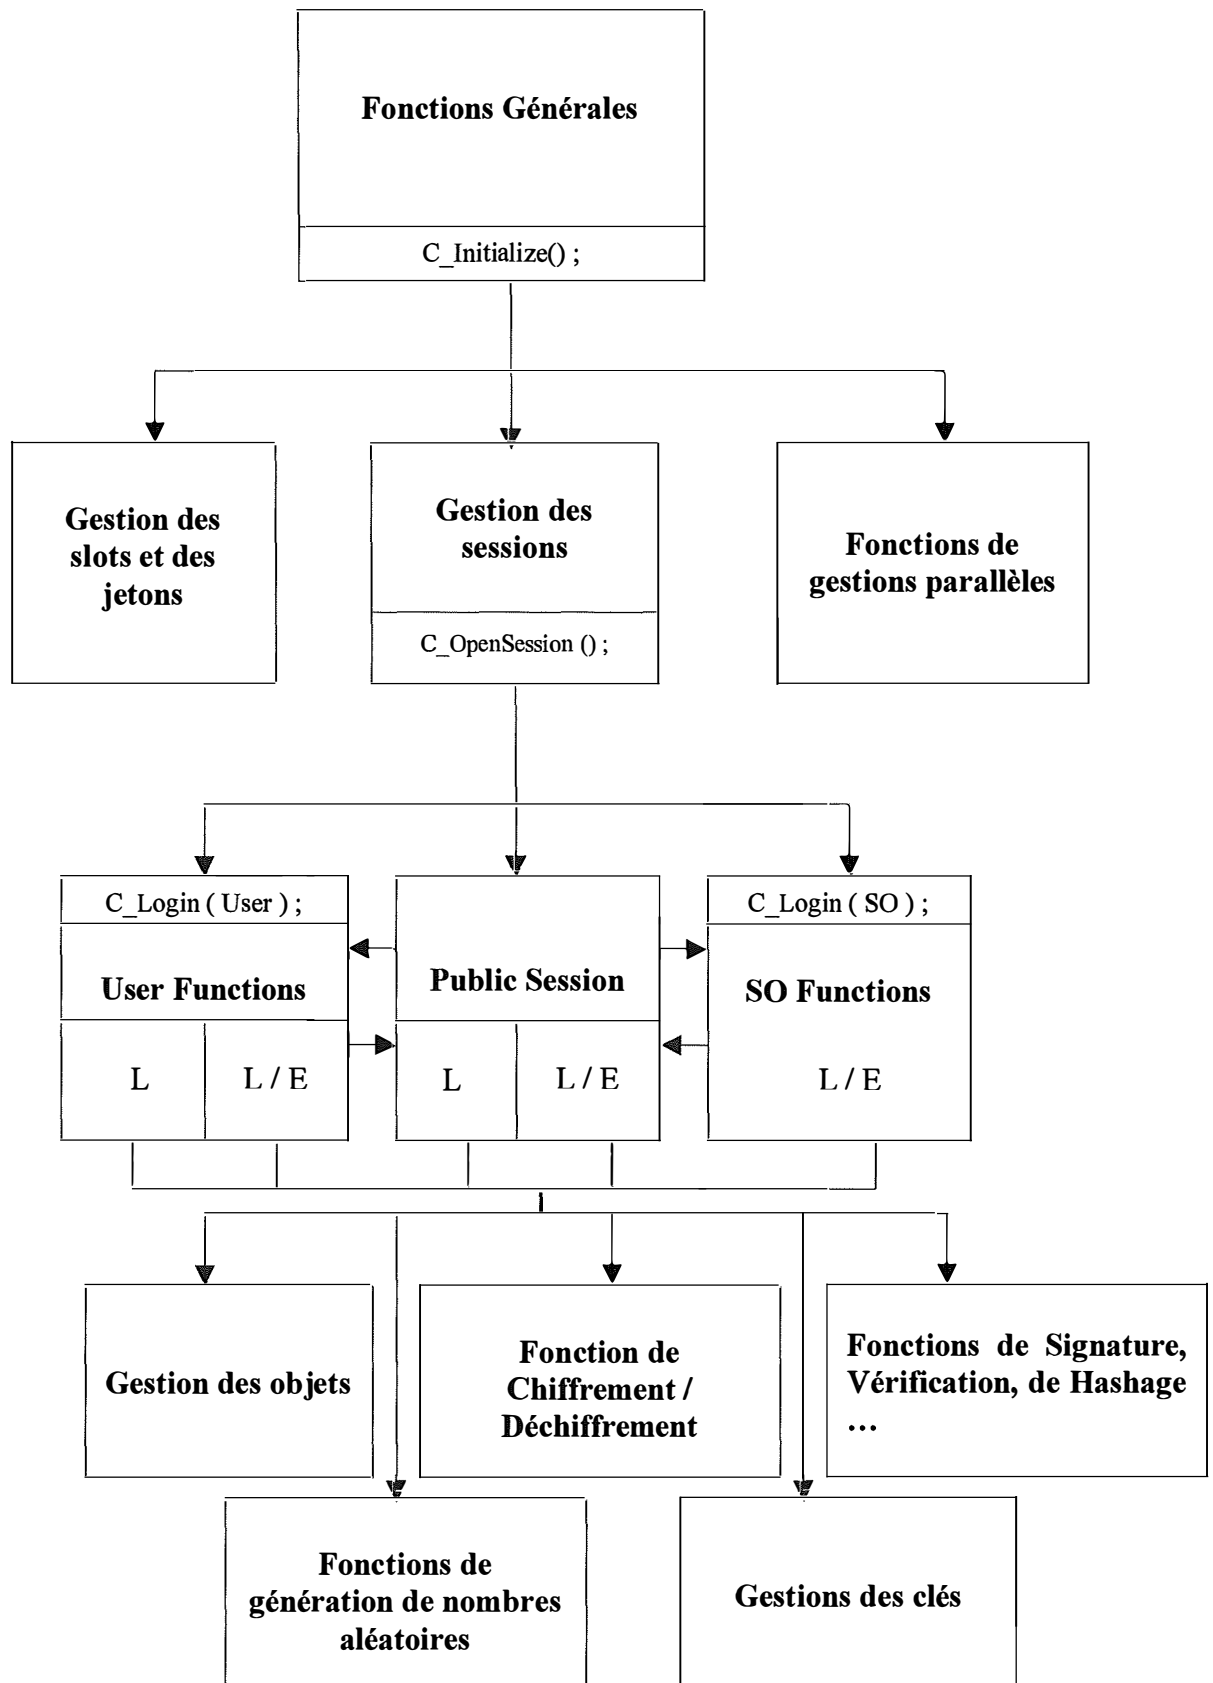 Fonctions Générales
C_Initialize() ;
Gestion des
slots et des
jetons
Gestion des
sessions
C_OpenSession () ;
Fonctions de
gestions parallèles
C_Login ( User ) ;
User Functions
L
L / E
Public Session
L
L / E
C_Login ( SO ) ;
SO Functions
L / E
Gestion des objets
Fonction de
Chiffrement /
Déchiffrement
Fonctions de Signature,
Vérification, de Hashage
...
Fonctions de
génération de nombres
aléatoires
Gestions des clés